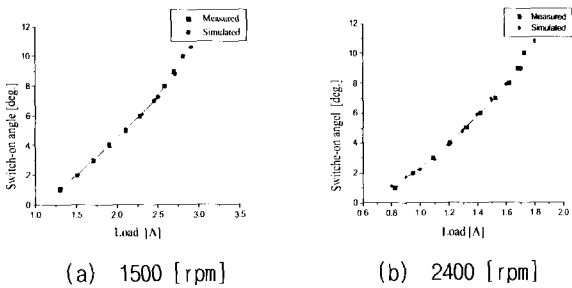 Measured
Simulated
Switch-on angle [deg.]
12
10
8
6
4
2
0
1.0 1.5 2.0 2.5 3.0 3.5
Load [A]
(a) 1500 [rpm]
Measured
Simulated
Switche-on angel [deg.]
12
10
8
6
4
2
0
0.6 0.8 1.0 1.2 1.4 1.6 1.8 2.0
Load [A]
(b) 2400 [rpm]